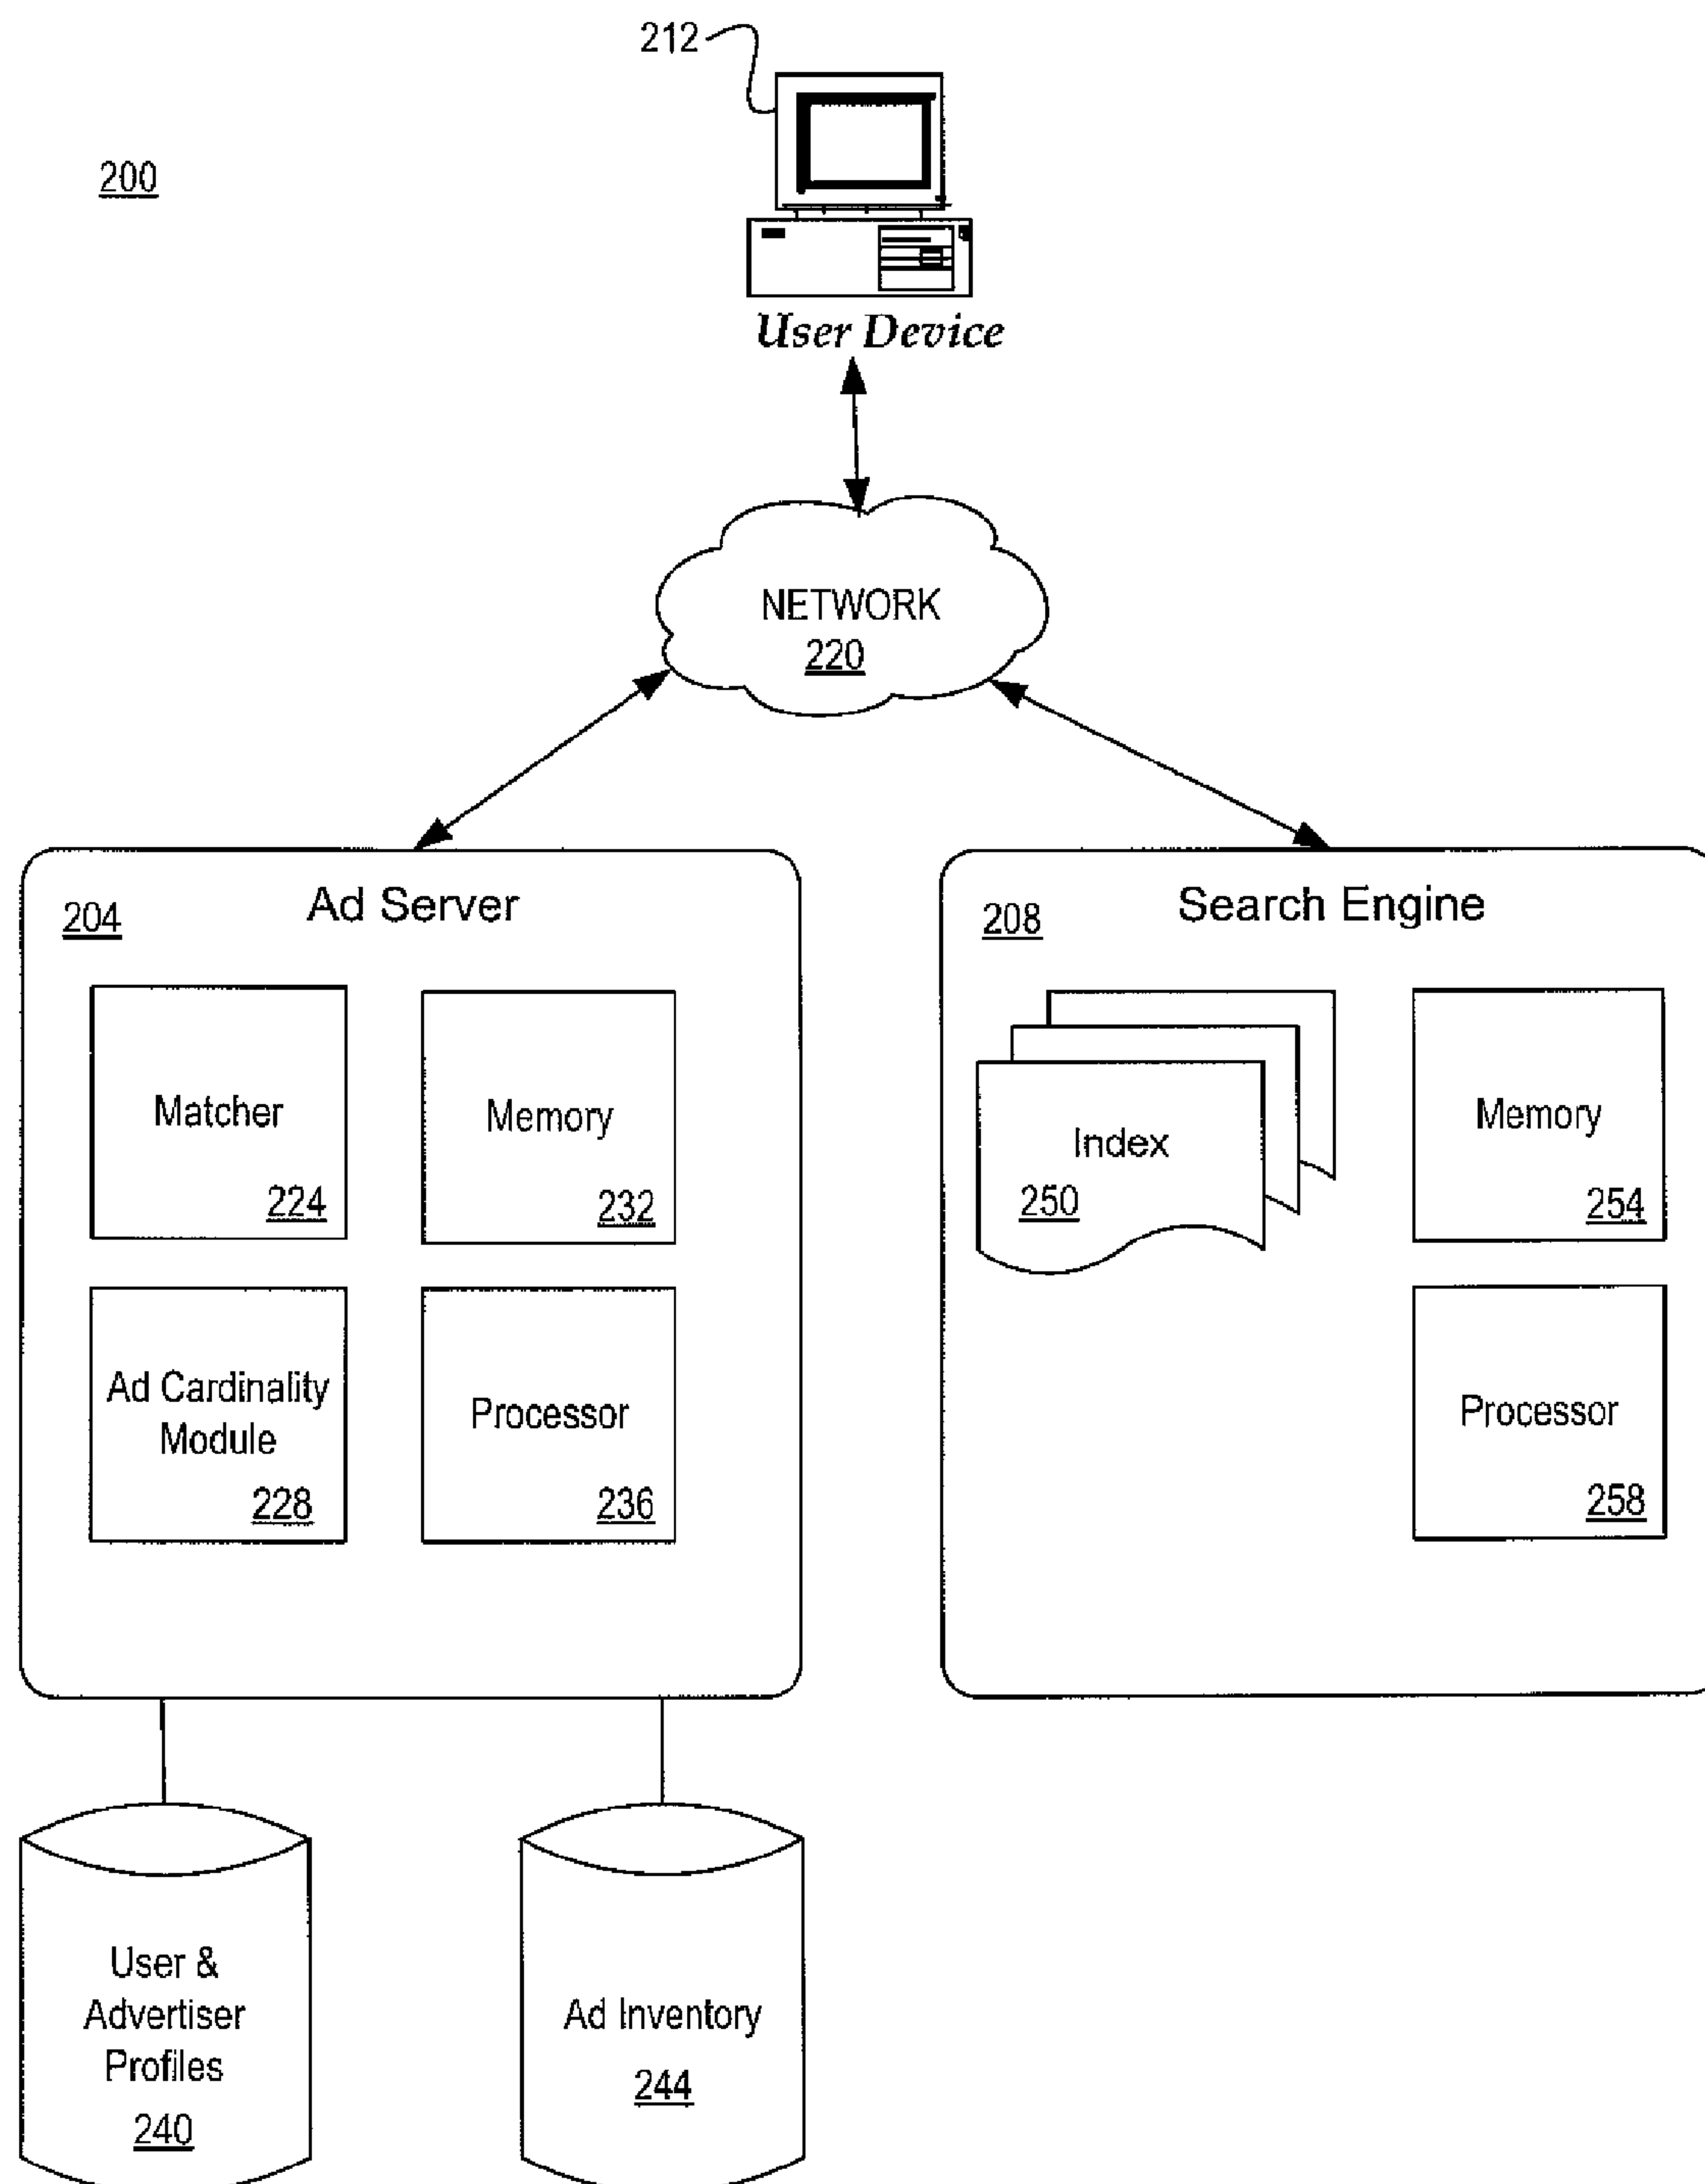 212
200
User Device
NETWORK
220
204
Ad Server
208
Search Engine
Matcher
224
Memory
232
Index
250
Memory
254
Ad Cardinality
Module
228
Processor
236
Processor
258
User &
Advertiser
Profiles
240
Ad Inventory
244